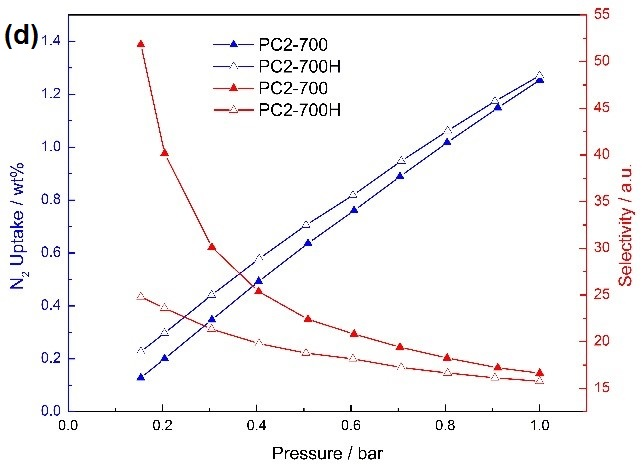 (d)
PC2-700
PC2-700H
PC2-700
PC2-700H
N2 Uptake / wt%
1.4
1.2
1.0
0.8
0.6
0.4
0.2
0.0
55
50
45
40
35
30
25
20
15
Selectivity / a.u.
0.0 0.2 0.4 0.6 0.8 1.0
Pressure / bar